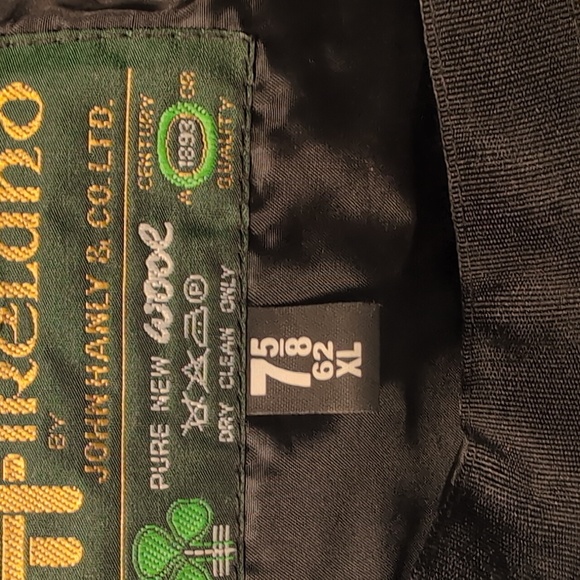 Ireland
BY
JOHN HANLY & CO. LTD.
CENTURY
A 1893 OR
QUALITY
PURE NEW wool
P
DRY CLEAN ONLY
7 5/8
62
XL